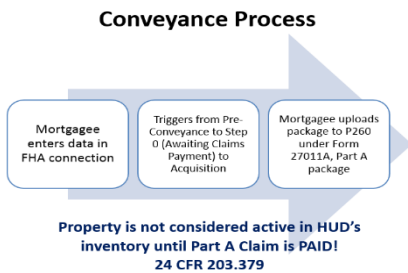 Conveyance Process
Mortgagee
enters data in
FHA connection
Triggers from Pre-
Conveyance to Step
0 (Awaiting Claims
Payment) to
Acquisition
Mortgagee uploads
package to P260
under Form
27011A, Part A
package
Property is not considered active in HUD's
inventory until Part A Claim is PAID!
24 CFR 203.379